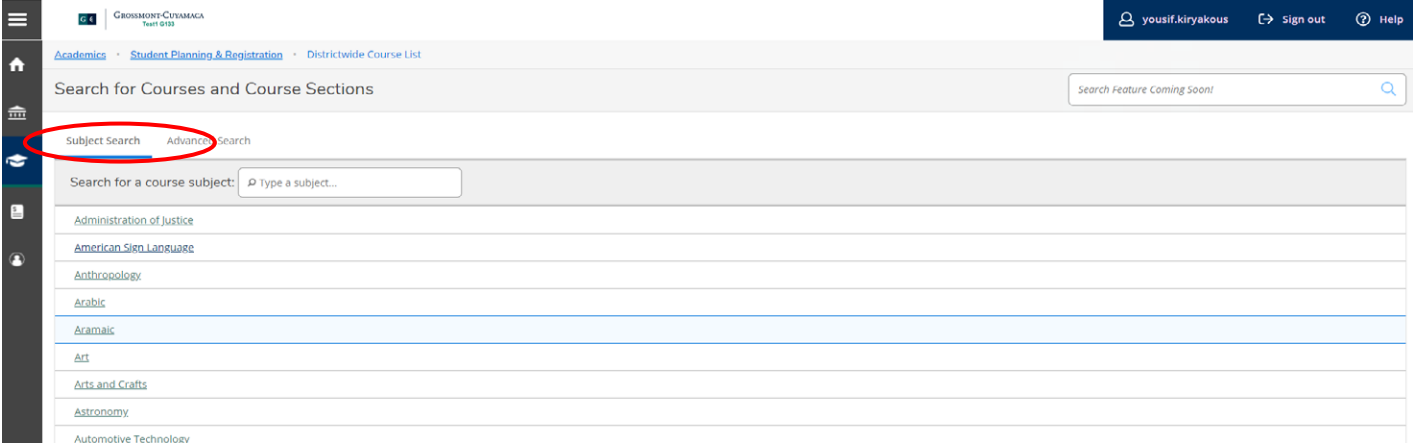 G C GROSSMONT-CUYAMACA
Test1 G133
yousif.kiryakous Sign out Help
Academics · Student Planning & Registration · Districtwide Course List
Search for Courses and Course Sections
Search Feature Coming Soon!
Subject Search Advanced Search
Search for a course subject: Type a subject...
Administration of Justice
American Sign Language
Anthropology
Arabic
Aramaic
Art
Arts and Crafts
Astronomy
Automotive Technology